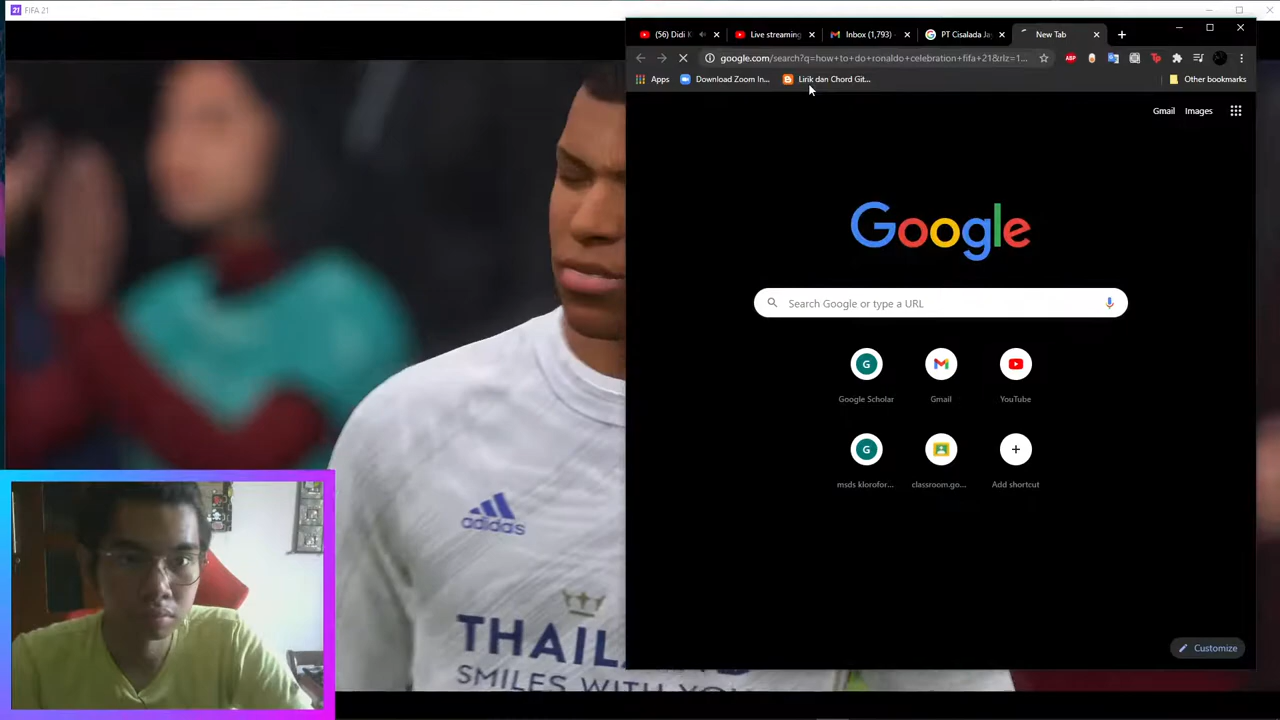 21 FIFA 21
(56) Didi K
Live streaming
Inbox (1,793)
PT Cisalada Ja
New Tab
google.com/search?q=how+to+do+ronaldo+celebration+fifa+21&rlz=1...
ABP
Apps
Download Zoom In...
Lirik dan Chord Git...
Other bookmarks
Gmail
Images
Google
Search Google or type a URL
G
Google Scholar
Gmail
YouTube
G
msds klorofor...
classroom.go...
Add shortcut
Customize
adidas
THAIL
SMILES WITH YOU